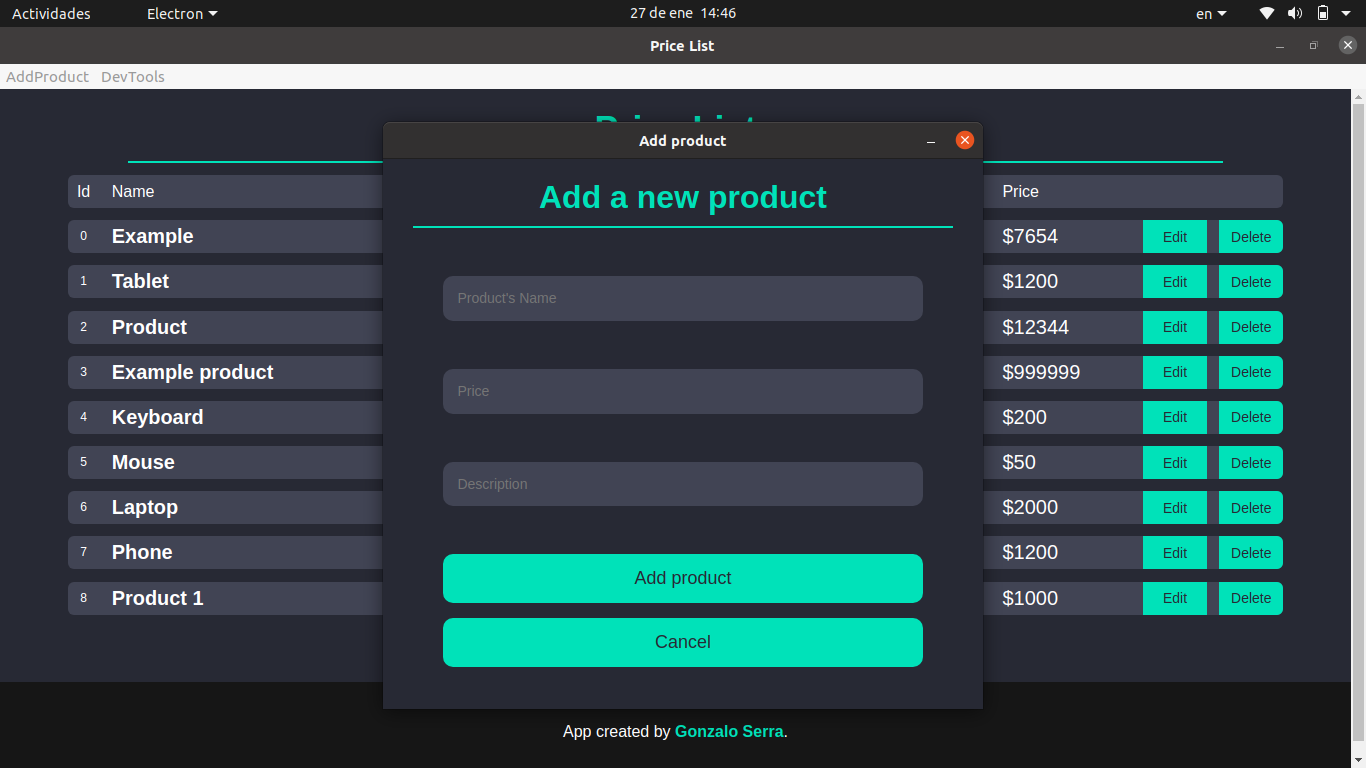 Actividades Electron 27 de ene 14:46 en
Price List
AddProduct DevTools
Price List
Add product
Add a new product
Id Name Price
0 Example $7654 Edit Delete
1 Tablet $1200 Edit Delete
Product's Name
2 Product $12344 Edit Delete
3 Example product $999999 Edit Delete
Price
4 Keyboard $200 Edit Delete
5 Mouse $50 Edit Delete
Description
6 Laptop $2000 Edit Delete
7 Phone $1200 Edit Delete
Add product
8 Product 1 $1000 Edit Delete
Cancel
App created by Gonzalo Serra.